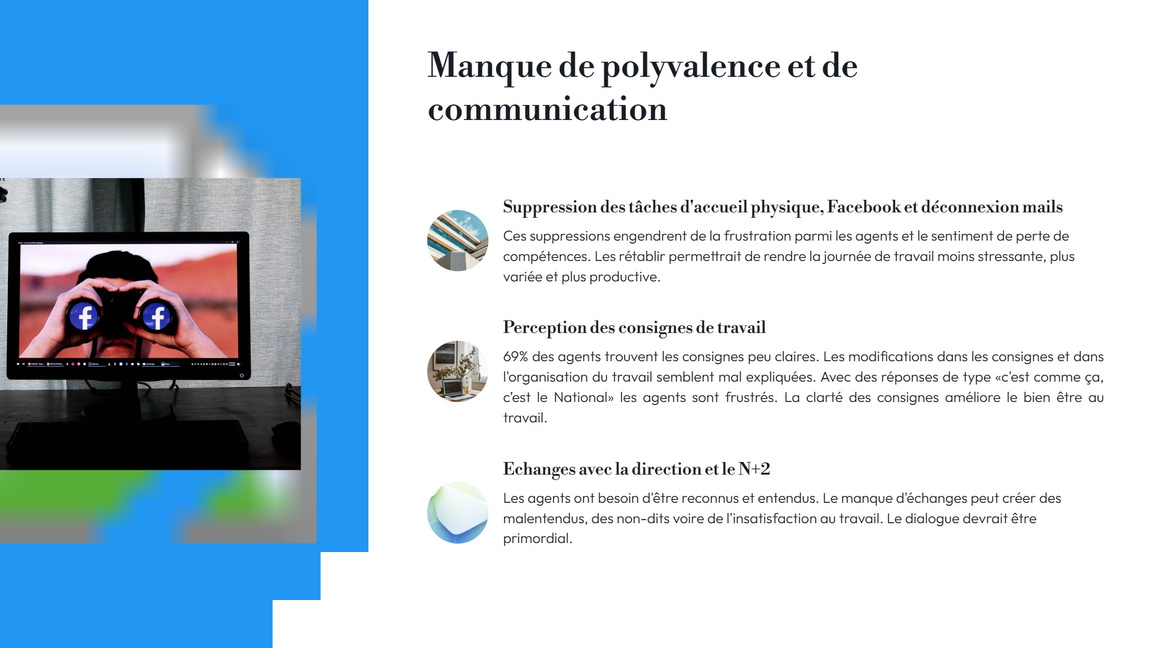 Manque de polyvalence et de
communication
Suppression des tâches d'accueil physique, Facebook et déconnexion mails
Ces suppressions engendrent de la frustration parmi les agents et le sentiment de perte de
compétences. Les rétablir permettrait de rendre la journée de travail moins stressante, plus
variée et plus productive.
Perception des consignes de travail
69% des agents trouvent les consignes peu claires. Les modifications dans les consignes et dans
l'organisation du travail semblent mal expliquées. Avec des réponses de type «c'est comme ça,
c’est le National» les agents sont frustrés. La clarté des consignes améliore le bien être au
travail.
Echanges avec la direction et le N+2
Les agents ont besoin d'être reconnus et entendus. Le manque d'échanges peut créer des
malentendus, des non-dits voire de l'insatisfaction au travail. Le dialogue devrait être
primordial.